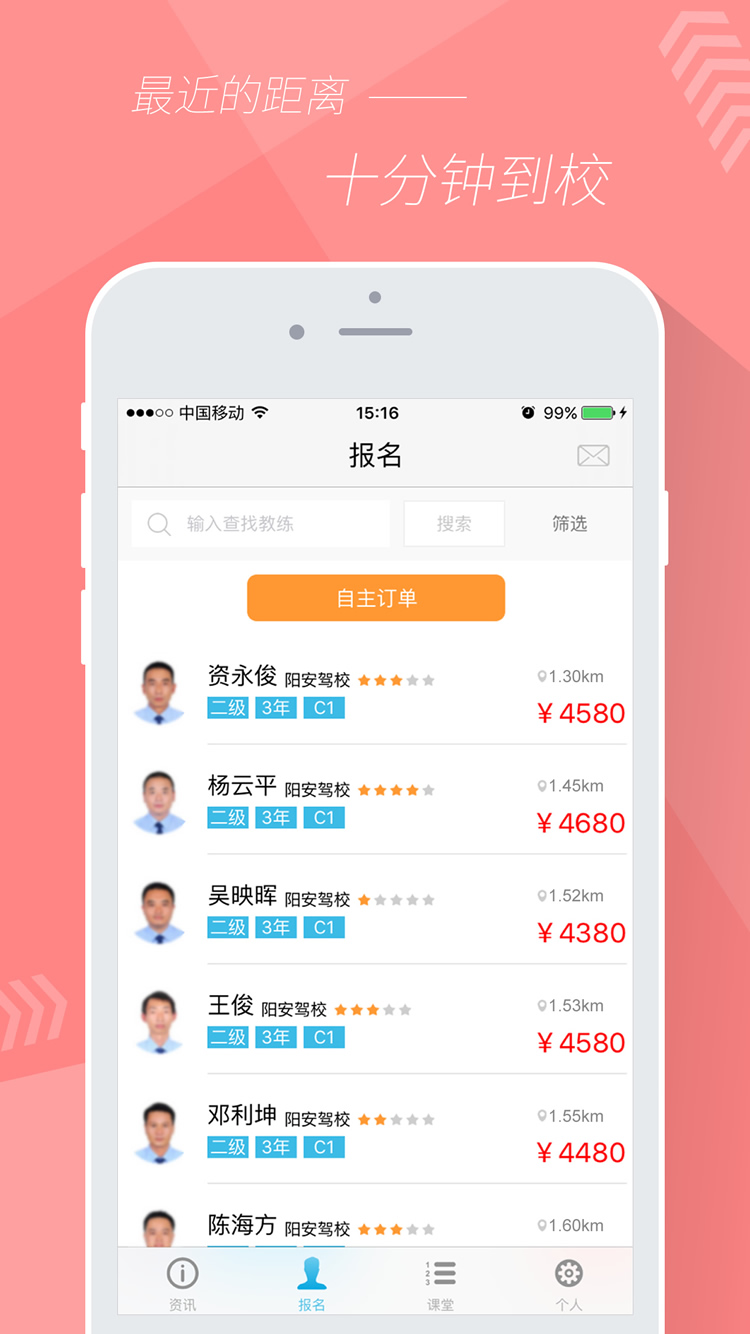 最近的距离 ——
十分钟到校
中国移动 15:16 99%
报名
输入查找教练 搜索 筛选
自主订单
资永俊 阳安驾校 1.30km
二级 3年 C1 ¥4580
杨云平 阳安驾校 1.45km
二级 3年 C1 ¥4680
吴映晖 阳安驾校 1.52km
二级 3年 C1 ¥4380
王俊 阳安驾校 1.53km
二级 3年 C1 ¥4580
邓利坤 阳安驾校 1.55km
二级 3年 C1 ¥4480
陈海方 阳安驾校 1.60km
1
2
3
资讯 报名 课堂 个人